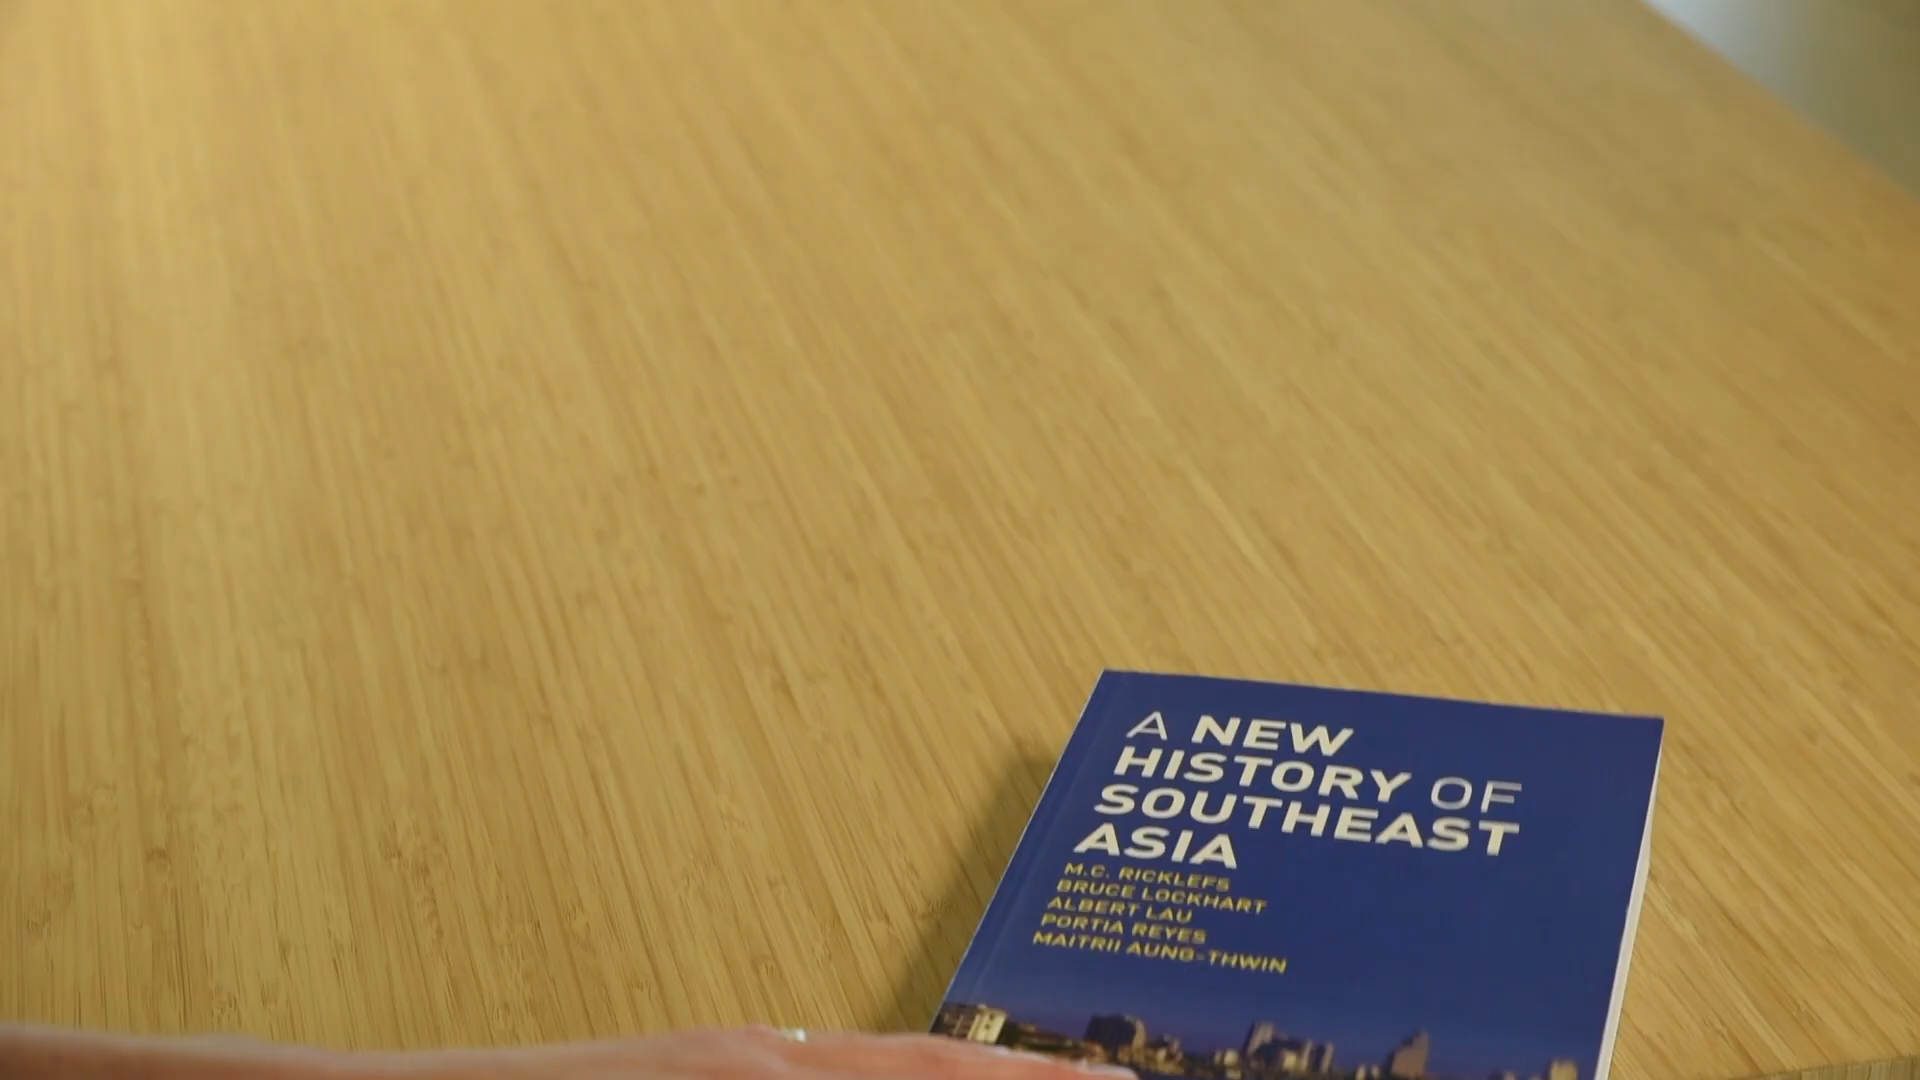 A NEW
HISTORY OF
SOUTHEAST
ASIA
M.C. RICKLEFS
BRUCE LOCKHART
ALBERT LAU
PORTIA REYES
MAITRII AUNG-THWIN